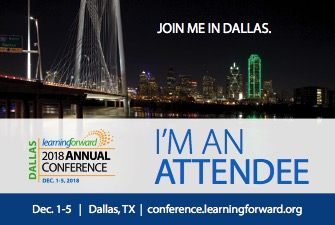 JOIN ME IN DALLAS.
DALLAS
learningforward
2018 ANNUAL
CONFERENCE
DEC. 1-5, 2018
I'M AN
ATTENDEE
Dec. 1-5 | Dallas, TX | conference.learningforward.org